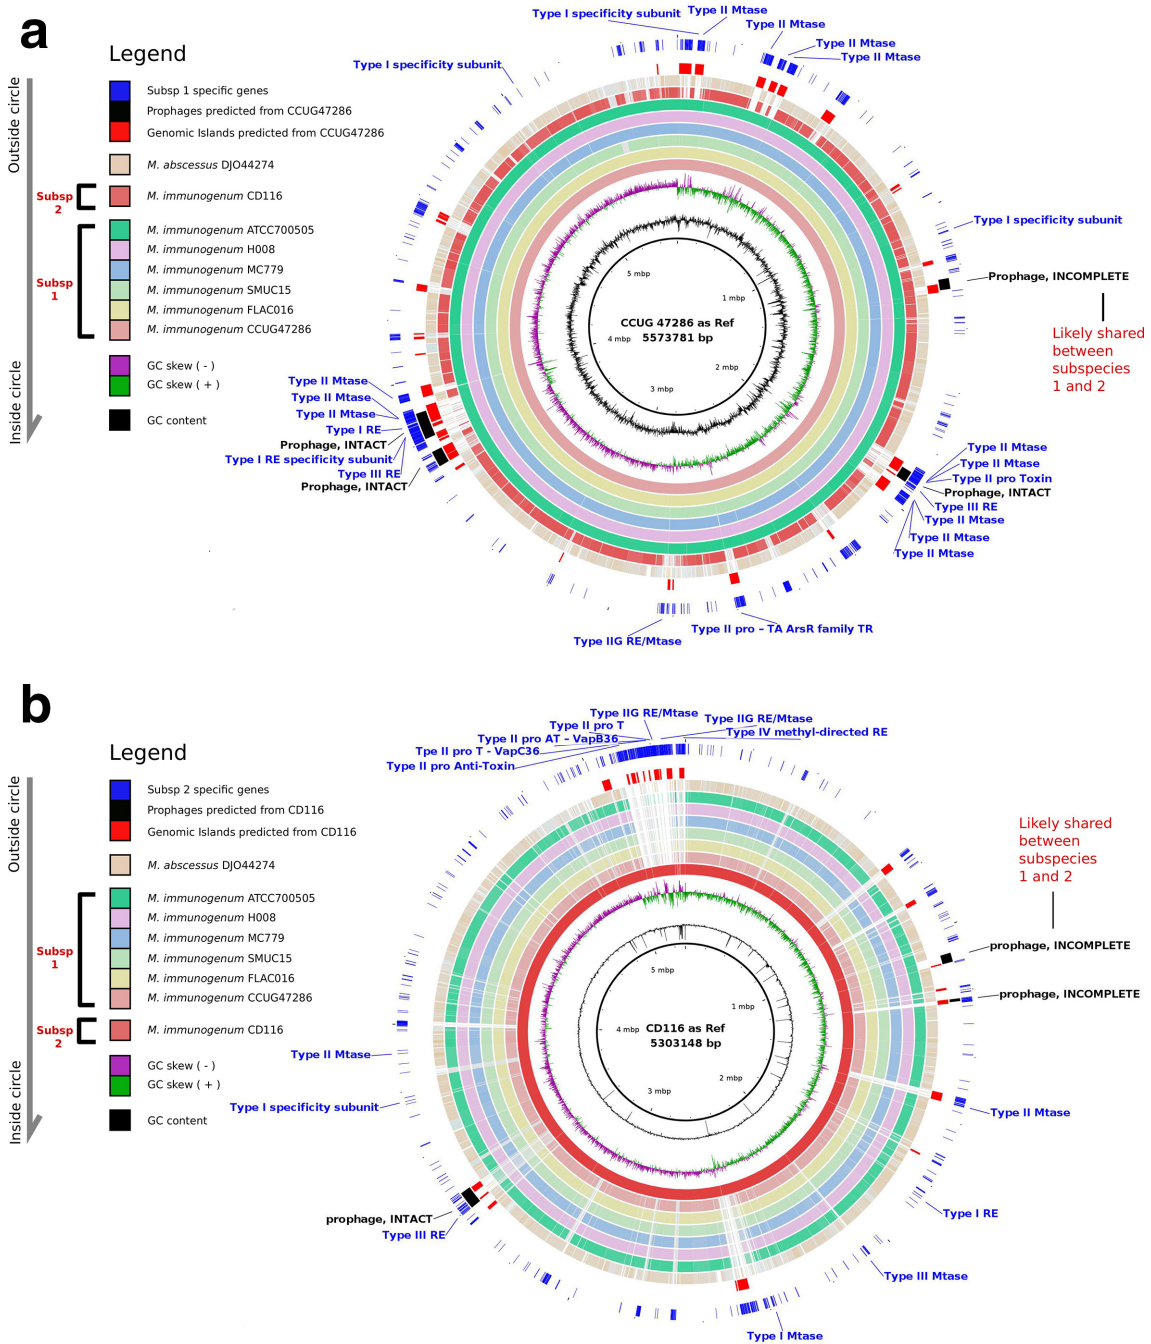 a
Legend
Outside circle
Inside circle
Subsp 1 specific genes
Prophages predicted from CCUG47286
Genomic Islands predicted from CCUG47286
M. abscessus DJO44274
Subsp
2
M. immunogenum CD116
Subsp
1
M. immunogenum ATCC700505
M. immunogenum H008
M. immunogenum MC779
M. immunogenum SMUC15
M. immunogenum FLAC016
M. immunogenum CCUG47286
GC skew ( - )
GC skew ( + )
GC content
Type I specificity subunit
Type II Mtase
Type II Mtase
Type II Mtase
Type II Mtase
Type I specificity subunit
Type I specificity subunit
Prophage, INCOMPLETE
Likely shared
between
subspecies
1 and 2
5 mbp
1 mbp
CCUG 47286 as Ref
5573781 bp
4 mbp
2 mbp
3 mbp
Type II Mtase
Type II Mtase
Type II Mtase
Type I RE
Prophage, INTACT
Type I RE specificity subunit
Type III RE
Prophage, INTACT
Type II Mtase
Type II Mtase
Type II pro Toxin
Prophage, INTACT
Type III RE
Type II Mtase
Type II Mtase
Type II Mtase
Type II pro – TA ArsR family TR
Type IIG RE/Mtase
b
Legend
Outside circle
Inside circle
Subsp 2 specific genes
Prophages predicted from CD116
Genomic Islands predicted from CD116
M. abscessus DJO44274
Subsp
1
M. immunogenum ATCC700505
M. immunogenum H008
M. immunogenum MC779
M. immunogenum SMUC15
M. immunogenum FLAC016
M. immunogenum CCUG47286
Subsp
2
M. immunogenum CD116
GC skew ( - )
GC skew ( + )
GC content
Type IIG RE/Mtase
Type IIG RE/Mtase
Type II pro T
Type IV methyl-directed RE
Type II pro AT – VapB36
Tpe II pro T - VapC36
Type II pro Anti-Toxin
Likely shared
between
subspecies
1 and 2
prophage, INCOMPLETE
prophage, INCOMPLETE
5 mbp
1 mbp
CD116 as Ref
5303148 bp
4 mbp
2 mbp
3 mbp
Type II Mtase
Type I specificity subunit
Type II Mtase
prophage, INTACT
Type III RE
Type I RE
Type III Mtase
Type I Mtase